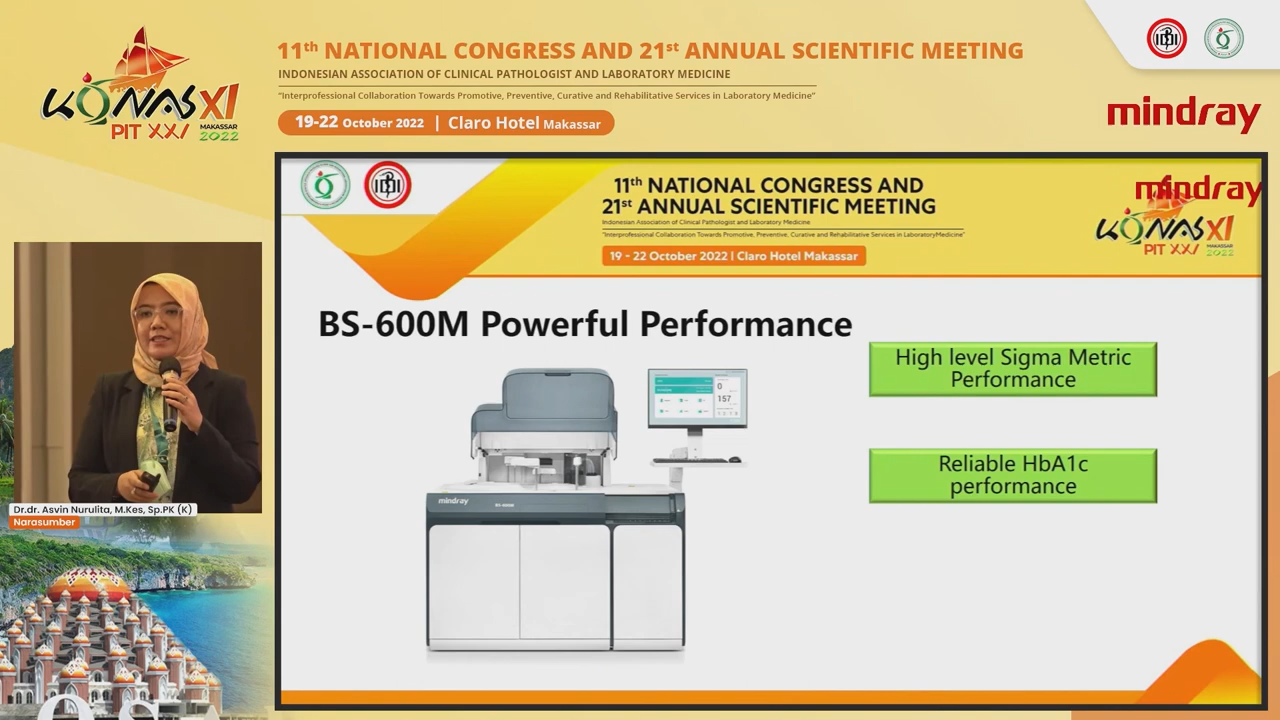 11th NATIONAL CONGRESS AND 21st ANNUAL SCIENTIFIC MEETING
INDONESIAN ASSOCIATION OF CLINICAL PATHOLOGIST AND LABORATORY MEDICINE
"Interprofessional Collaboration Towards Promotive, Preventive, Curative and Rehabilitative Services in Laboratory Medicine"
19-22 October 2022 | Claro Hotel Makassar
KONAS XI
PIT XXI
MAKASSAR
2022
mindray
11th NATIONAL CONGRESS AND
21st ANNUAL SCIENTIFIC MEETING
Indonesian Association of Clinical Pathologist and Laboratory Medicine
"Interprofessional Collaboration Towards Promotive, Preventive, Curative and Rehabilitative Services in LaboratoryMedicine"
19 - 22 October 2022 | Claro Hotel Makassar
mindray
KONAS XI
PIT XXI
MAKASSAR
2022
BS-600M Powerful Performance
High level Sigma Metric
Performance
Reliable HbA1c
performance
0
157
mindray
Dr.dr. Asvin Nurulita, M.Kes, Sp.PK (K)
Narasumber